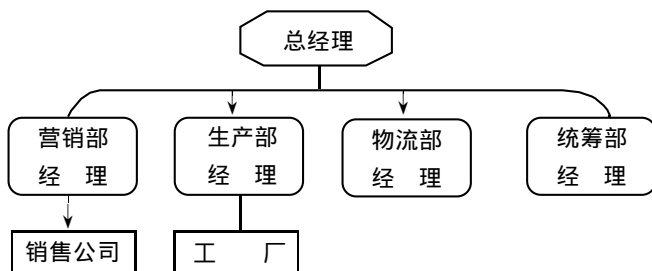 总经理
营销部
经 理
生产部
经 理
物流部
经 理
统筹部
经 理
销售公司
工 厂